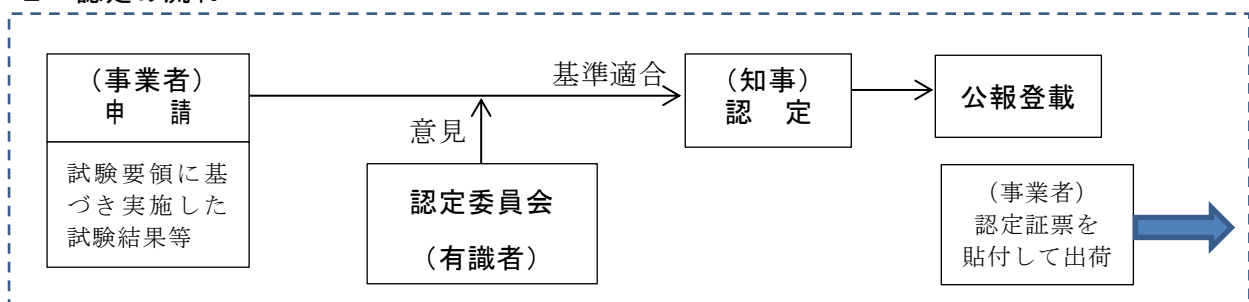 （事業者）
申　請
試験要領に基
づき実施した
試験結果等
基準適合
意見
認定委員会
（有識者）
（知事）
認　定
公報登載
（事業者）
認定証票を
貼付して出荷